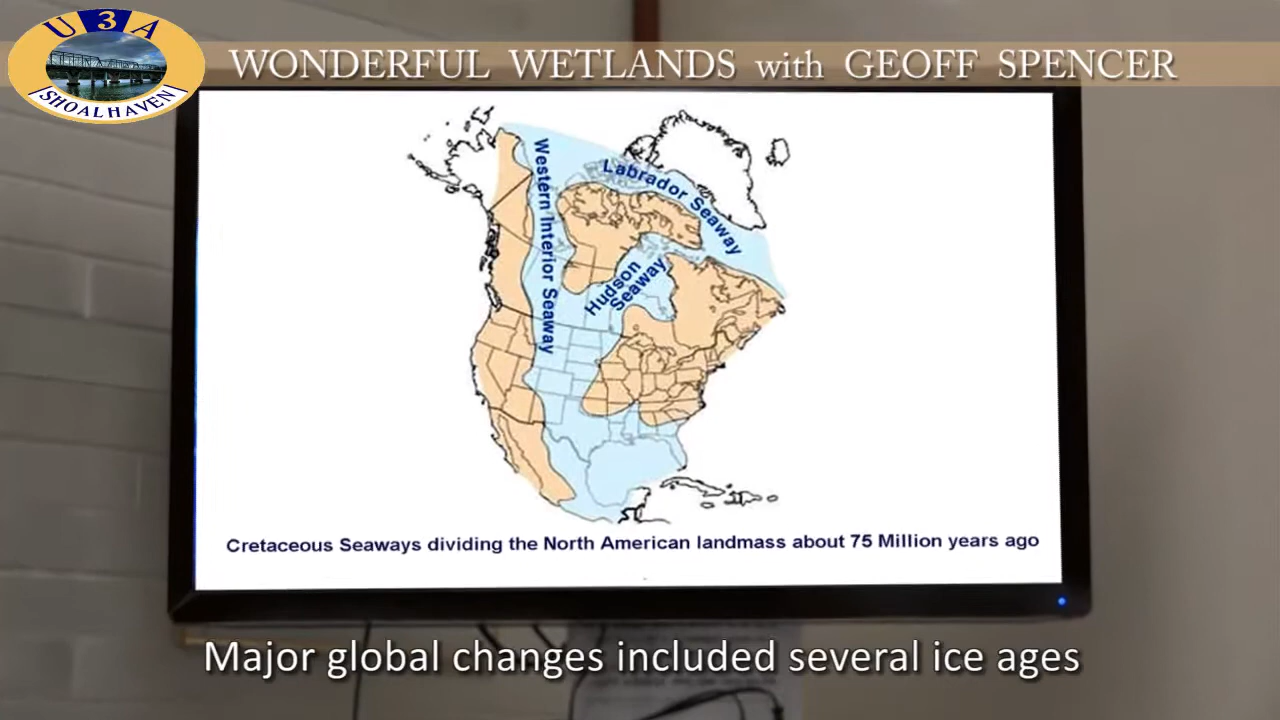 U 3 A
SHOALHAVEN
WONDERFUL WETLANDS with GEOFF SPENCER
Western Interior Seaway
Labrador Seaway
Hudson
Seaway
Cretaceous Seaways dividing the North American landmass about 75 Million years ago
Major global changes included several ice ages